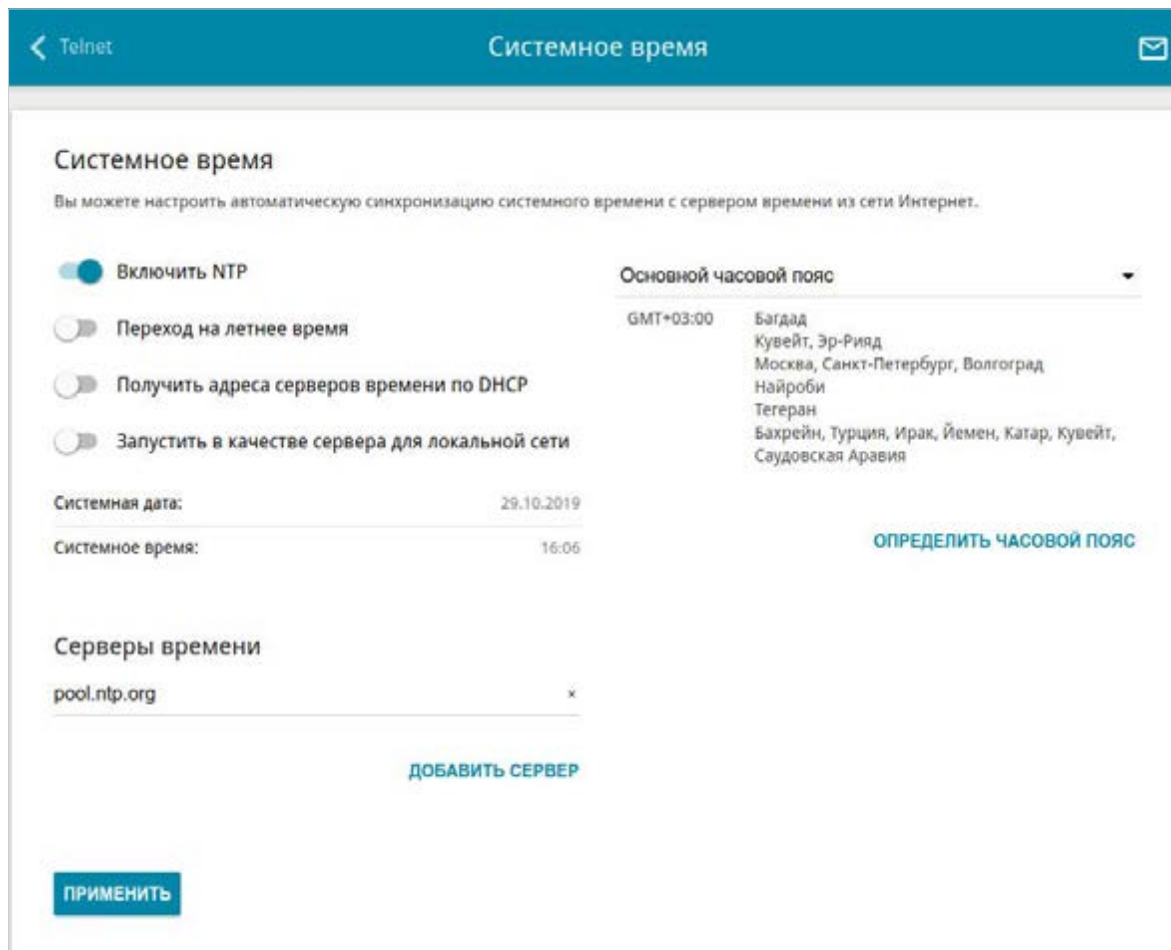 Telnet
Системное время
Системное время
Вы можете настроить автоматическую синхронизацию системного времени с сервером времени из сети Интернет.
Включить NTP
Переход на летнее время
Получить адреса серверов времени по DHCP
Запустить в качестве сервера для локальной сети
Системная дата: 29.10.2019
Системное время: 16:06
Основной часовой пояс
GMT+03:00 Багдад
Кувейт, Эр-Рияд
Москва, Санкт-Петербург, Волгоград
Найроби
Тегеран
Бахрейн, Турция, Ирак, Йемен, Катар, Кувейт,
Саудовская Аравия
ОПРЕДЕЛИТЬ ЧАСОВОЙ ПОЯС
Серверы времени
pool.ntp.org ×
ДОБАВИТЬ СЕРВЕР
ПРИМЕНИТЬ